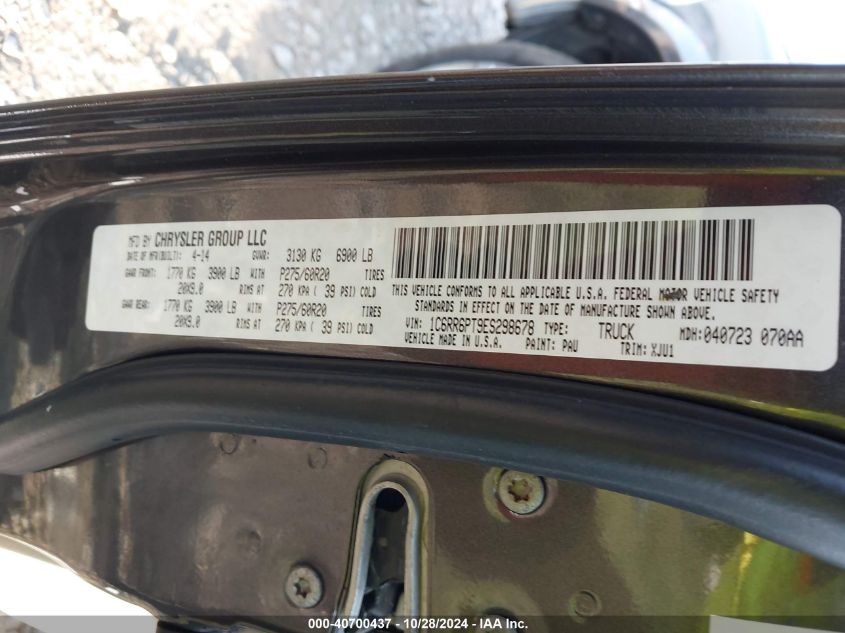 MFD BY CHRYSLER GROUP LLC
DATE OF MFR(BUILT): 4-14 GVWR: 3130 KG 6900 LB
GAWR FRONT: 1770 KG 3900 LB WITH P275/60R20 TIRES
20X9.0 RIMS AT 270 KPA ( 39 PSI) COLD
GAWR REAR: 1770 KG 3900 LB WITH P275/60R20 TIRES
20X9.0 RIMS AT 270 KPA ( 39 PSI) COLD
THIS VEHICLE CONFORMS TO ALL APPLICABLE U.S.A. FEDERAL MOTOR VEHICLE SAFETY
STANDARDS IN EFFECT ON THE DATE OF MANUFACTURE SHOWN ABOVE.
VIN: 1C6RR6PT9ES298678 TYPE: TRUCK MDH: 040723 070AA
VEHICLE MADE IN U.S.A. PAINT: PAU TRIM: XJU1
000-40700437 - 10/28/2024 - IAA Inc.